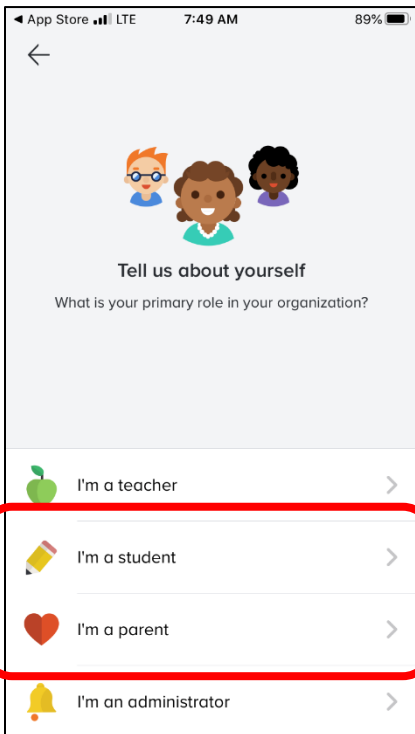 ◀ App Store LTE 7:49 AM 89%
Tell us about yourself
What is your primary role in your organization?
I'm a teacher
I'm a student
I'm a parent
I'm an administrator